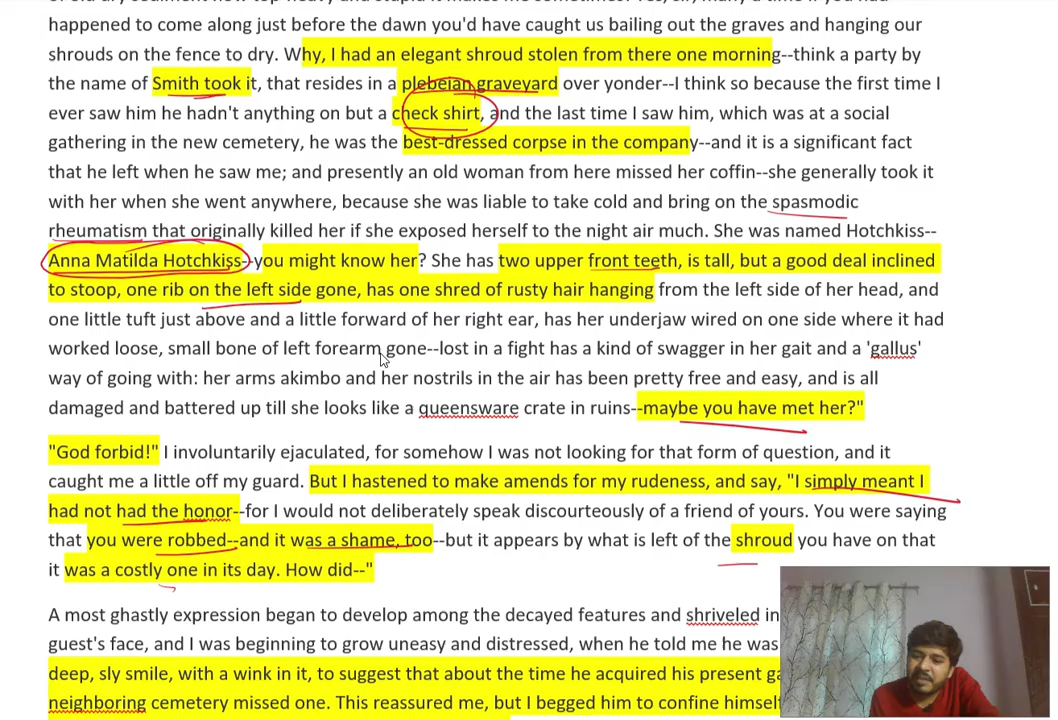 happened to come along just before the dawn you'd have caught us bailing out the graves and hanging our
shrouds on the fence to dry. Why, I had an elegant shroud stolen from there one morning--think a party by
the name of Smith took it, that resides in a plebeian graveyard over yonder--I think so because the first time I
ever saw him he hadn't anything on but a check shirt, and the last time I saw him, which was at a social
gathering in the new cemetery, he was the best-dressed corpse in the company--and it is a significant fact
that he left when he saw me; and presently an old woman from here missed her coffin--she generally took it
with her when she went anywhere, because she was liable to take cold and bring on the spasmodic
rheumatism that originally killed her if she exposed herself to the night air much. She was named Hotchkiss--
Anna Matilda Hotchkiss--you might know her? She has two upper front teeth, is tall, but a good deal inclined
to stoop, one rib on the left side gone, has one shred of rusty hair hanging from the left side of her head, and
one little tuft just above and a little forward of her right ear, has her underjaw wired on one side where it had
worked loose, small bone of left forearm gone--lost in a fight has a kind of swagger in her gait and a 'gallus'
way of going with: her arms akimbo and her nostrils in the air has been pretty free and easy, and is all
damaged and battered up till she looks like a queensware crate in ruins--maybe you have met her?"
"God forbid!" I involuntarily ejaculated, for somehow I was not looking for that form of question, and it
caught me a little off my guard. But I hastened to make amends for my rudeness, and say, "I simply meant I
had not had the honor--for I would not deliberately speak discourteously of a friend of yours. You were saying
that you were robbed--and it was a shame, too--but it appears by what is left of the shroud you have on that
it was a costly one in its day. How did--"
A most ghastly expression began to develop among the decayed features and shriveled in
guest's face, and I was beginning to grow uneasy and distressed, when he told me he was
deep, sly smile, with a wink in it, to suggest that about the time he acquired his present
neighboring cemetery missed one. This reassured me, but I begged him to confine